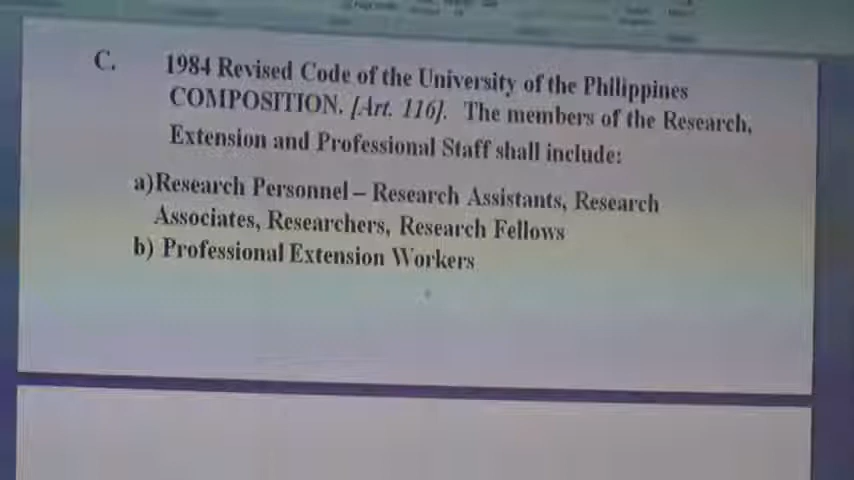 C. 1984 Revised Code of the University of the Philippines
COMPOSITION. [Art. 116]. The members of the Research,
Extension and Professional Staff shall include:
a)Research Personnel – Research Assistants, Research
Associates, Researchers, Research Fellows
b) Professional Extension Workers